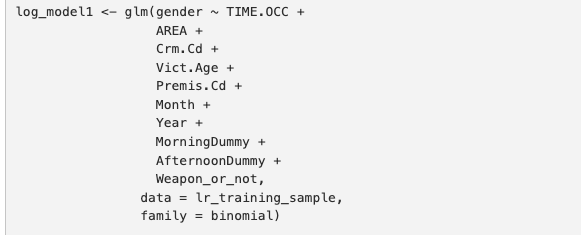 log_model1 <- glm(gender ~ TIME.OCC +
                  AREA +
                  Crm.Cd +
                  Vict.Age +
                  Premis.Cd +
                  Month +
                  Year +
                  MorningDummy +
                  AfternoonDummy +
                  Weapon_or_not,
                data = lr_training_sample,
                family = binomial)